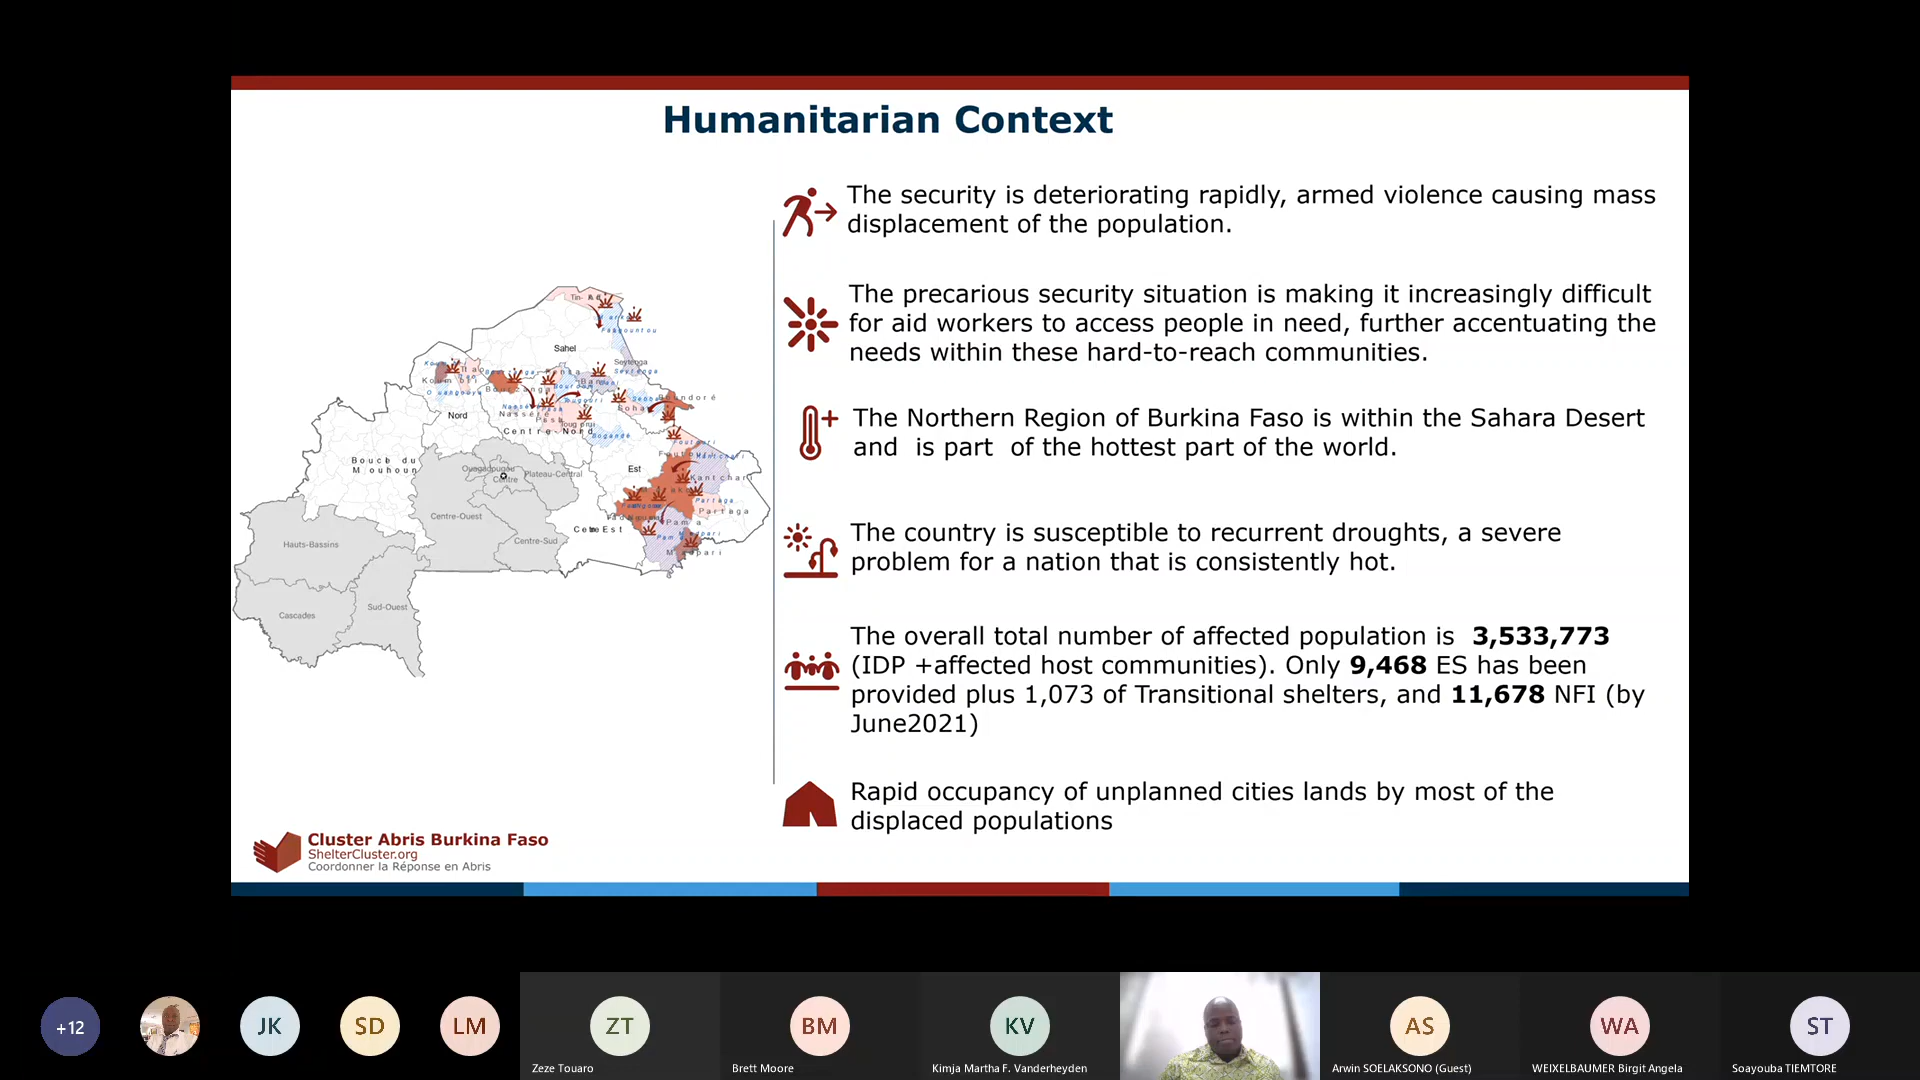 Humanitarian Context
The security is deteriorating rapidly, armed violence causing mass
displacement of the population.
The precarious security situation is making it increasingly difficult
for aid workers to access people in need, further accentuating the
needs within these hard-to-reach communities.
The Northern Region of Burkina Faso is within the Sahara Desert
and  is part  of the hottest part of the world.
The country is susceptible to recurrent droughts, a severe
problem for a nation that is consistently hot.
The overall total number of affected population is  3,533,773
(IDP +affected host communities). Only 9,468 ES has been
provided plus 1,073 of Transitional shelters, and 11,678 NFI (by
June2021)
Rapid occupancy of unplanned cities lands by most of the
displaced populations
Sahel
Seytenga
Nord
Centre-Nord
Boucle du
Mouhoun
Est
Plateau-Central
Centre
Kantchari
Partaga
Partaga
Centre-Ouest
Centre-Sud
Hauts-Bassins
Cascades
Sud-Ouest
Cluster Abris Burkina Faso
ShelterCluster.org
Coordonner la Réponse en Abris
+12
JK
SD
LM
ZT
BM
KV
AS
WA
ST
Zeze Touaro
Brett Moore
Kimja Martha F. Vanderheyden
Arwin SOELAKSONO (Guest)
WEIXELBAUMER Birgit Angela
Soayouba TIEMTORE